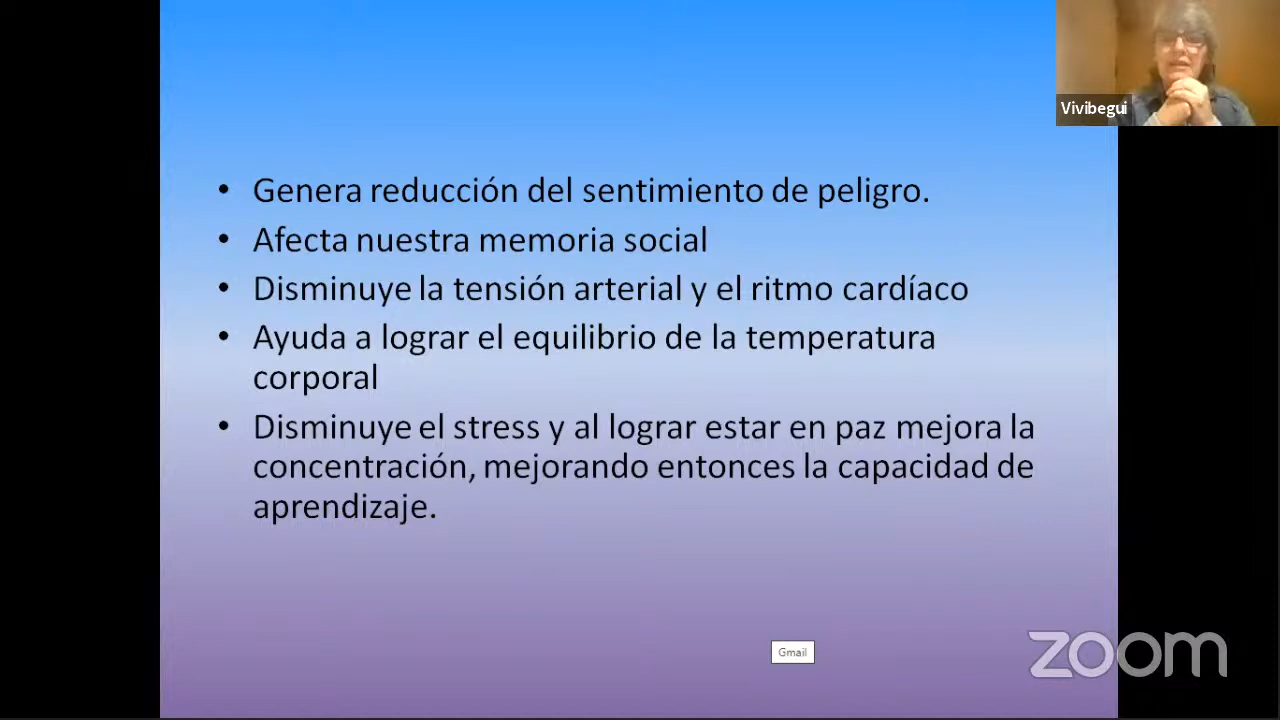 Vivibegui
• Genera reducción del sentimiento de peligro.
• Afecta nuestra memoria social
• Disminuye la tensión arterial y el ritmo cardíaco
• Ayuda a lograr el equilibrio de la temperatura
corporal
• Disminuye el stress y al lograr estar en paz mejora la
concentración, mejorando entonces la capacidad de
aprendizaje.
Gmail
zoom